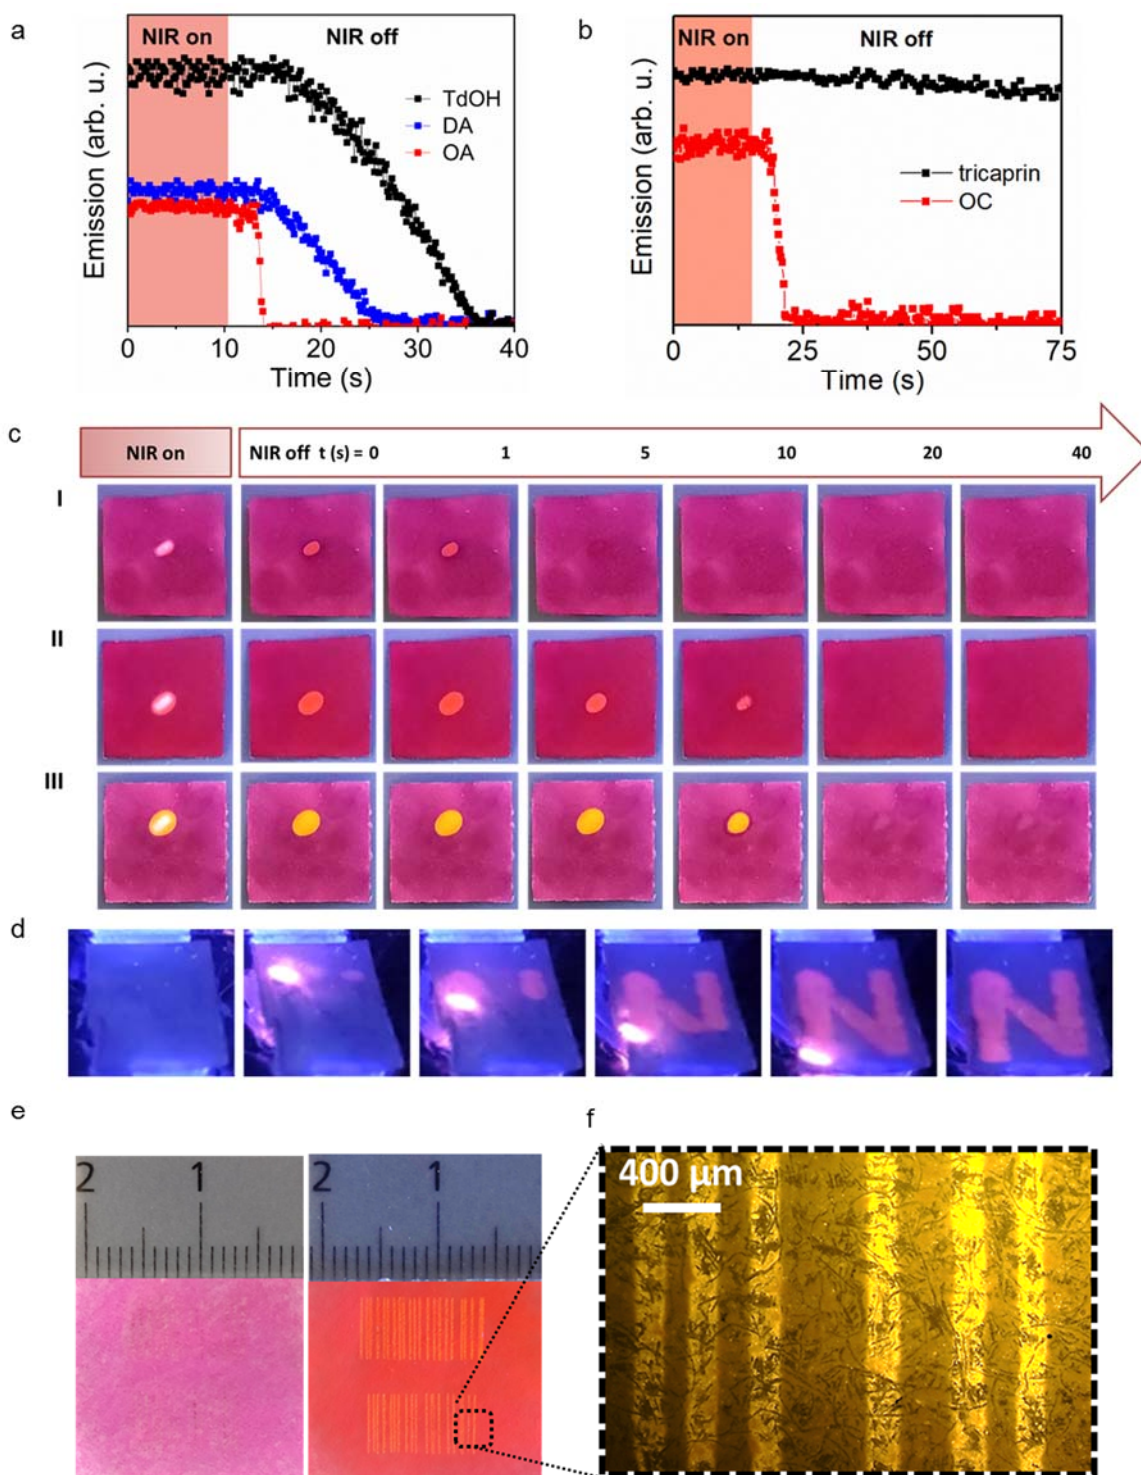 a
NIR on
NIR off
TdOH
DA
OA
Emission (arb. u.)
0 10 20 30 40
Time (s)
b
NIR on
NIR off
tricaprin
OC
Emission (arb. u.)
0 25 50 75
Time (s)
c
NIR on
NIR off t (s) = 0 1 5 10 20 40
I
II
III
d
e
2 1
2 1
f
400 µm